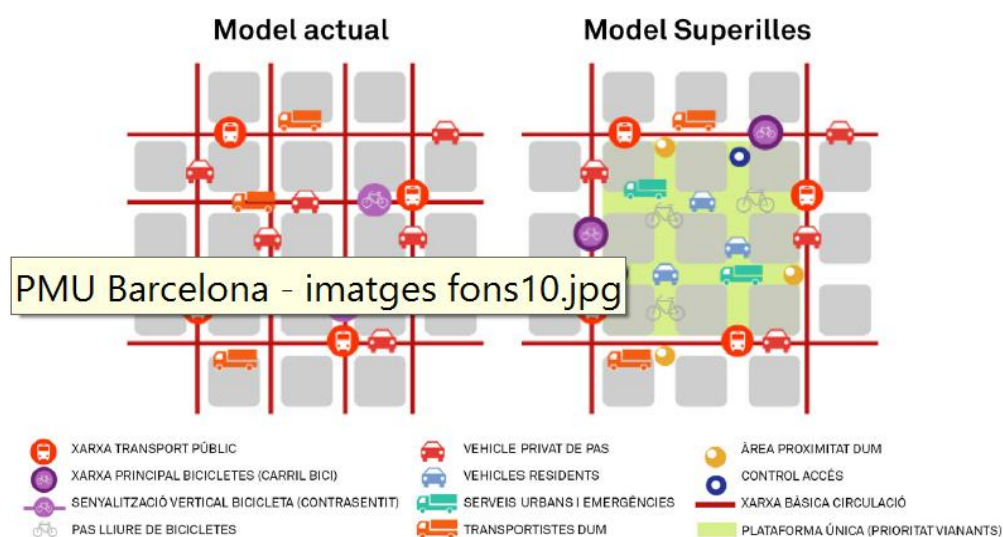 Model actual
Model Superilles
PMU Barcelona - imatges fons10.jpg
XARXA TRANSPORT PÚBLIC
XARXA PRINCIPAL BICICLETES (CARRIL BICI)
SENYALITZACIÓ VERTICAL BICICLETA (CONTRASENTIT)
PAS LLIURE DE BICICLETES
VEHICLE PRIVAT DE PAS
VEHICLES RESIDENTS
SERVEIS URBANS I EMERGÈNCIES
TRANSPORTISTES DUM
ÀREA PROXIMITAT DUM
CONTROL ACCÉS
XARXA BÀSICA CIRCULACIÓ
PLATAFORMA ÚNICA (PRIORITAT VIANANTS)